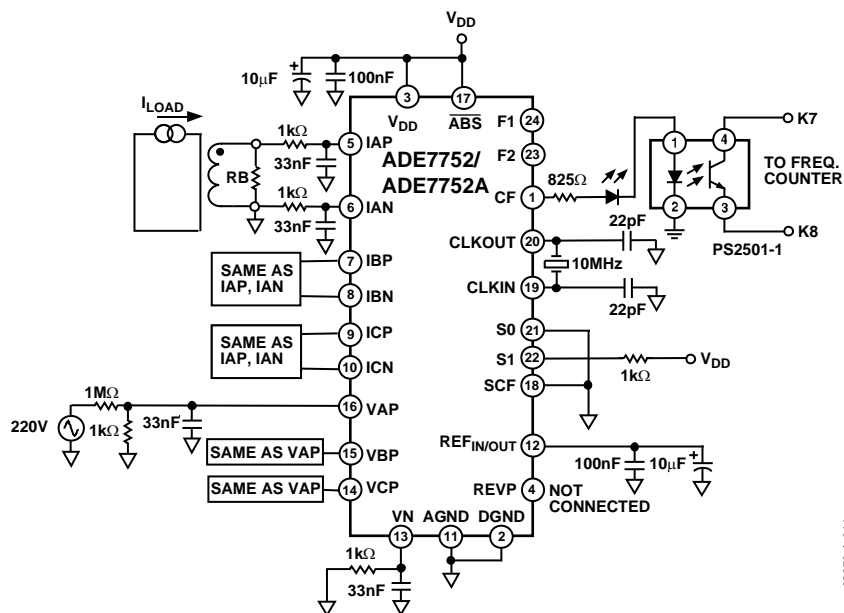 VDD
10µF
+
100nF
3
17
VDD
ABS
ILOAD
1kΩ
5
IAP
33nF
RB
1kΩ
6
IAN
33nF
ADE7752/
ADE7752A
F1
24
F2
23
CF
1
825Ω
1
4
K7
TO FREQ.
COUNTER
2
3
K8
PS2501-1
22pF
CLKOUT
20
10MHz
CLKIN
19
22pF
SAME AS
IAP, IAN
7
IBP
8
IBN
SAME AS
IAP, IAN
9
ICP
10
ICN
S0
21
S1
22
1kΩ
VDD
SCF
18
220V
1MΩ
1kΩ
33nF
16
VAP
SAME AS VAP
15
VBP
SAME AS VAP
14
VCP
REFIN/OUT
12
100nF
10µF
+
REVP
4
NOT
CONNECTED
VN
AGND
DGND
13
11
2
1kΩ
33nF